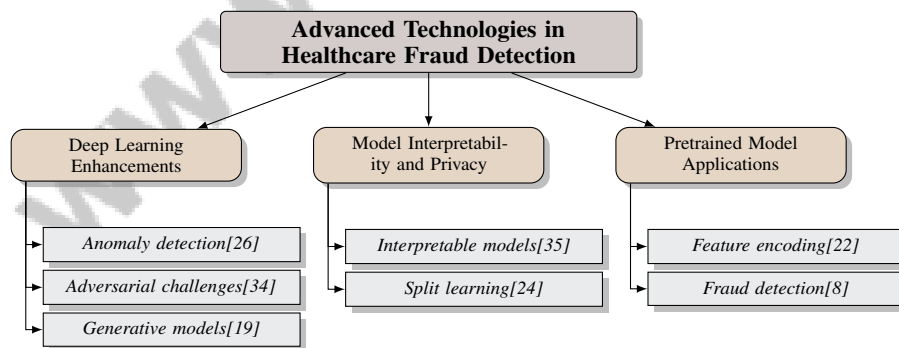 Advanced Technologies in
Healthcare Fraud Detection
Deep Learning
Enhancements
Model Interpretabil-
ity and Privacy
Pretrained Model
Applications
Anomaly detection[26]
Adversarial challenges[34]
Generative models[19]
Interpretable models[35]
Split learning[24]
Feature encoding[22]
Fraud detection[8]